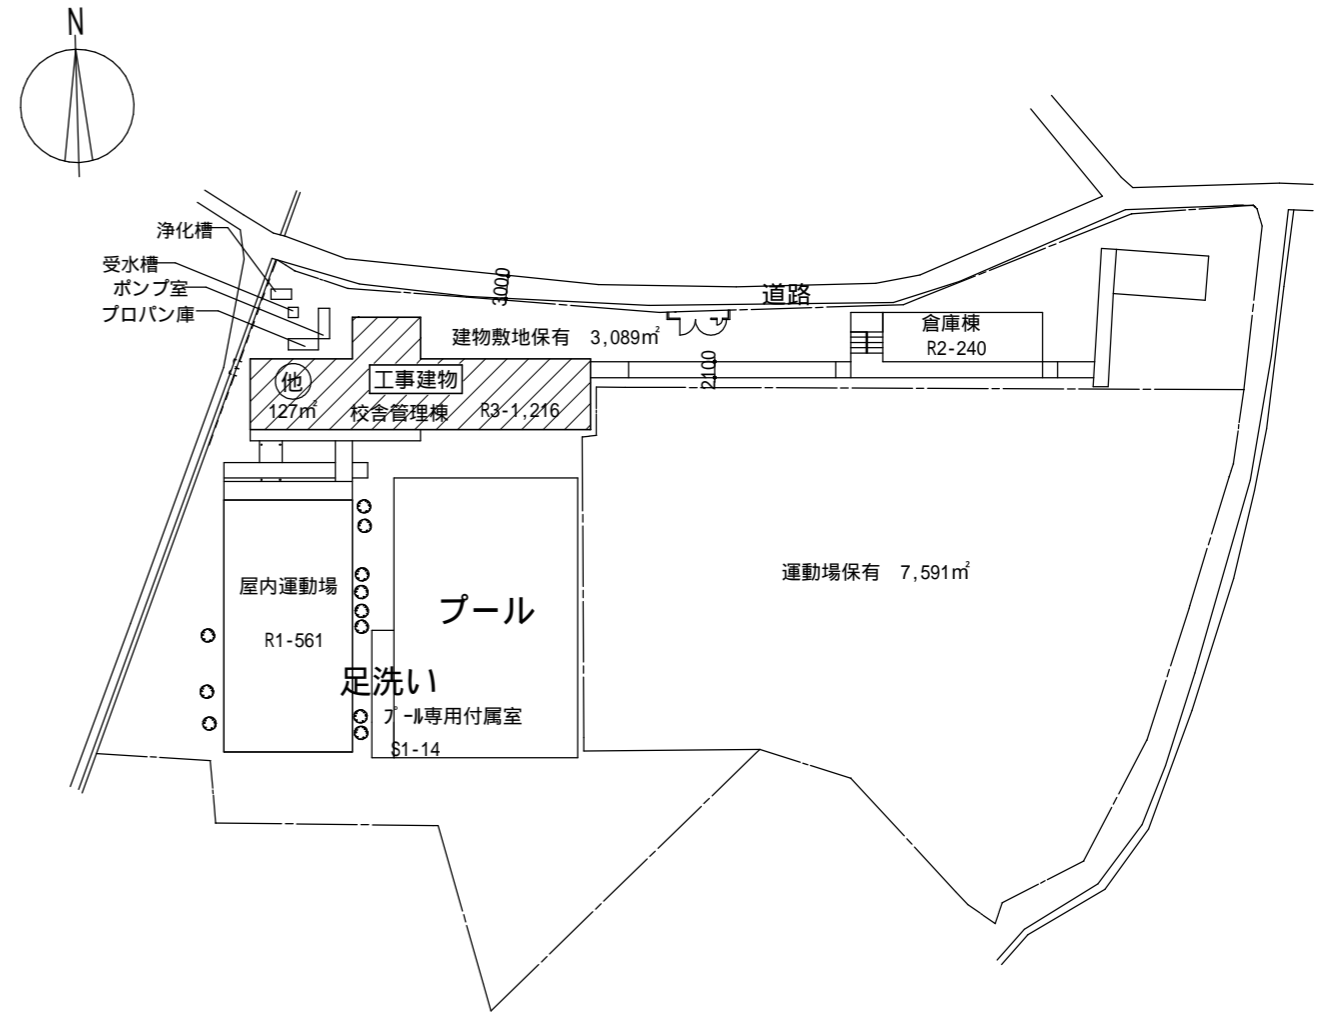 N
浄化槽
受水槽
ポンプ室
プロパン庫
3000
道路
建物敷地保有 3,089㎡
2100
倉庫棟
R2-240
他
工事建物
127㎡ 校舎管理棟 R3-1,216
屋内運動場
R1-561
プール
運動場保有 7,591㎡
足洗い
プール専用付属室
S1-14